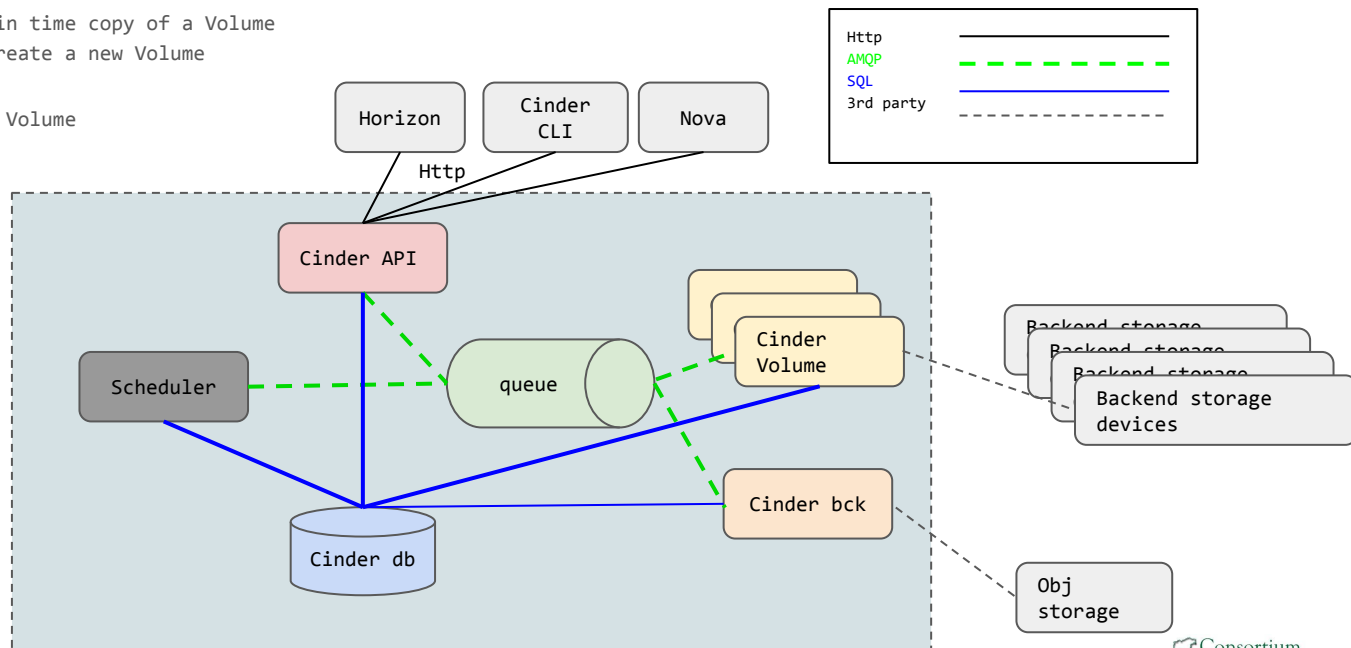 in time copy of a Volume
reate a new Volume
Volume
Http
AMQP
SQL
3rd party
Horizon
Cinder
CLI
Nova
Http
Cinder API
Cinder
Volume
Backend storage
Backend storage
Backend storage
Backend storage
devices
Scheduler
queue
Cinder bck
Cinder db
Obj
storage
Consortium